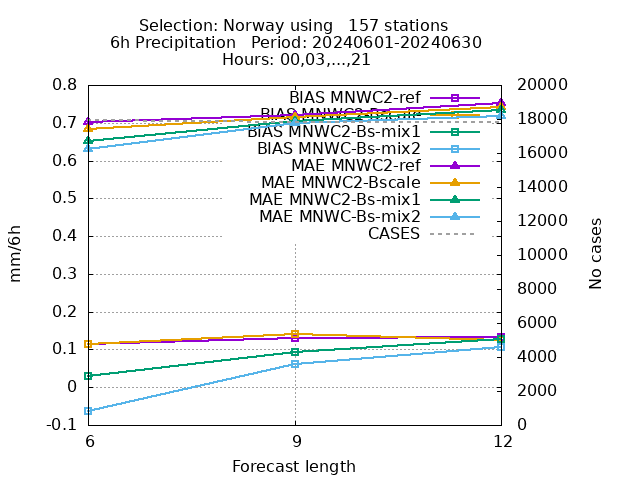 Selection: Norway using   157 stations
6h Precipitation   Period: 20240601-20240630
Hours: 00,03,...,21
0.8
0.7
0.6
0.5
0.4
0.3
0.2
0.1
0
-0.1
mm/6h
20000
18000
16000
14000
12000
10000
8000
6000
4000
2000
0
No cases
BIAS MNWC2-ref
BIAS MNWC2-Bscale
BIAS MNWC2-Bs-mix1
BIAS MNWC-Bs-mix2
MAE MNWC2-ref
MAE MNWC2-Bscale
MAE MNWC2-Bs-mix1
MAE MNWC-Bs-mix2
CASES
6
9
12
Forecast length